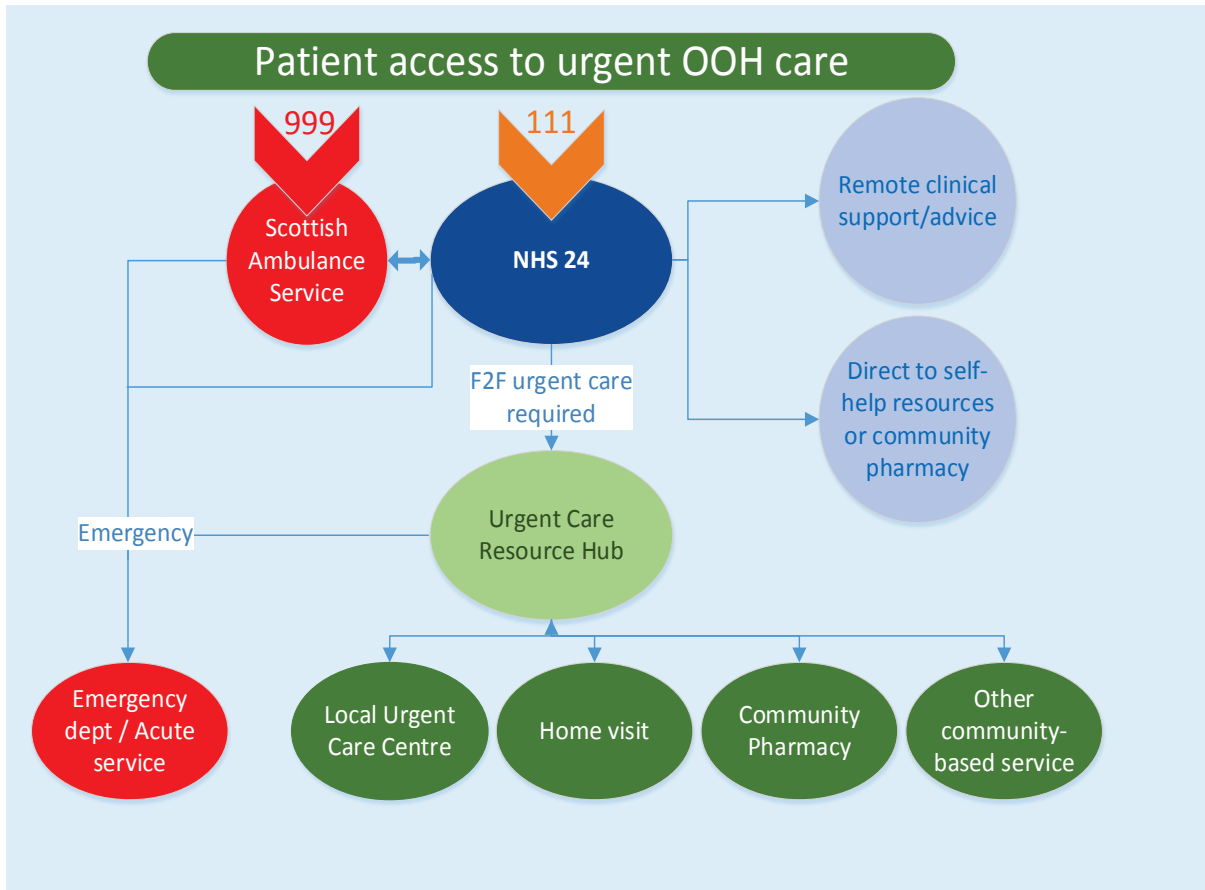 Patient access to urgent OOH care
999
111
Scottish
Ambulance
Service
NHS 24
Remote clinical
support/advice
F2F urgent care
required
Direct to self-
help resources
or community
pharmacy
Emergency
Urgent Care
Resource Hub
Emergency
dept / Acute
service
Local Urgent
Care Centre
Home visit
Community
Pharmacy
Other
community-
based service